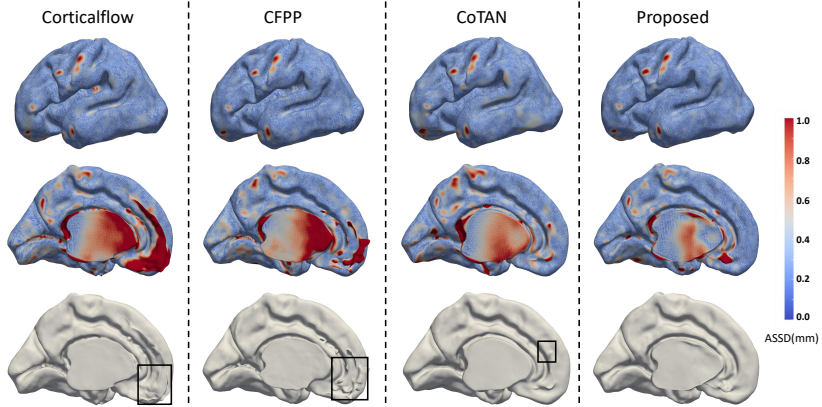 Corticalflow
CFPP
CoTAN
Proposed
1.0
0.8
0.6
0.4
0.2
0.0
ASSD(mm)